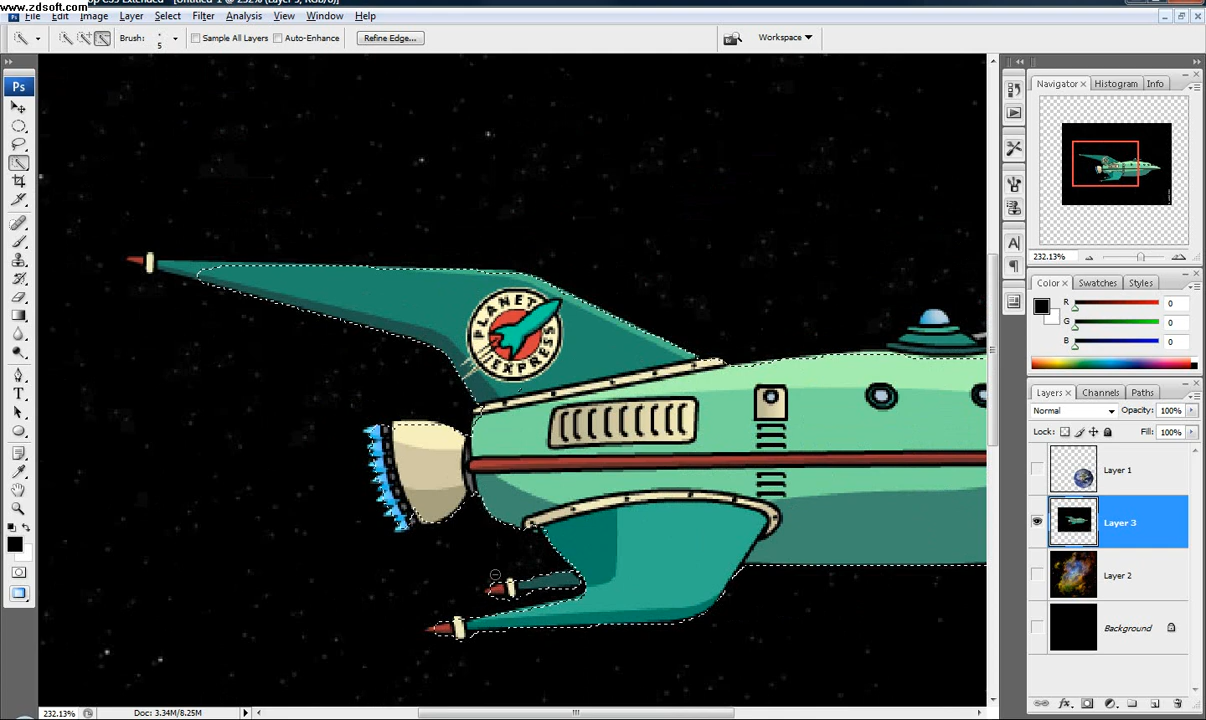 www.zdsoft.com
File Edit Image Layer Select Filter Analysis View Window Help
Brush: 5 Sample All Layers Auto-Enhance Refine Edge... Workspace
Ps
Navigator Histogram Info
PLANET
EXPRESS
232.13%
Color Swatches Styles
R 0
G 0
B 0
Layers Channels Paths
Normal Opacity: 100%
Lock: Fill: 100%
Layer 1
Layer 3
Layer 2
Background
232.13% Doc: 3.34M/8.25M